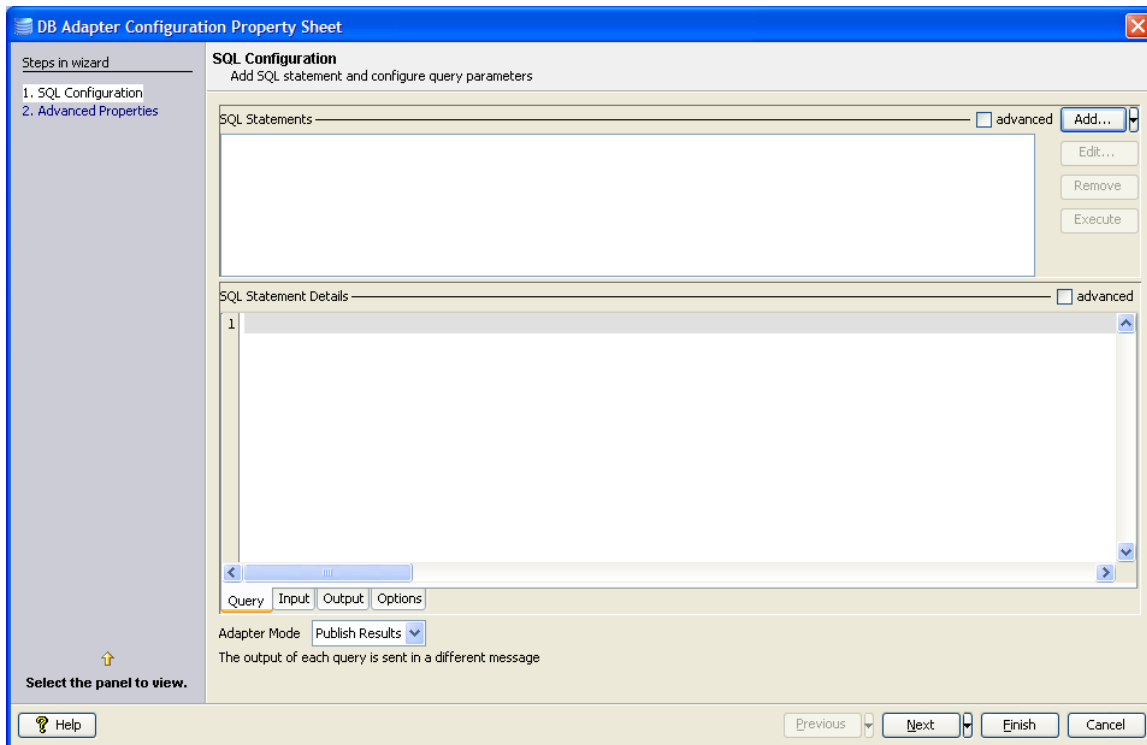 DB Adapter Configuration Property Sheet
Steps in wizard
1. SQL Configuration
2. Advanced Properties
SQL Configuration
Add SQL statement and configure query parameters
SQL Statements
advanced
Add...
Edit...
Remove
Execute
SQL Statement Details
advanced
1
Query
Input
Output
Options
Adapter Mode
Publish Results
The output of each query is sent in a different message
Select the panel to view.
Help
Previous
Next
Finish
Cancel